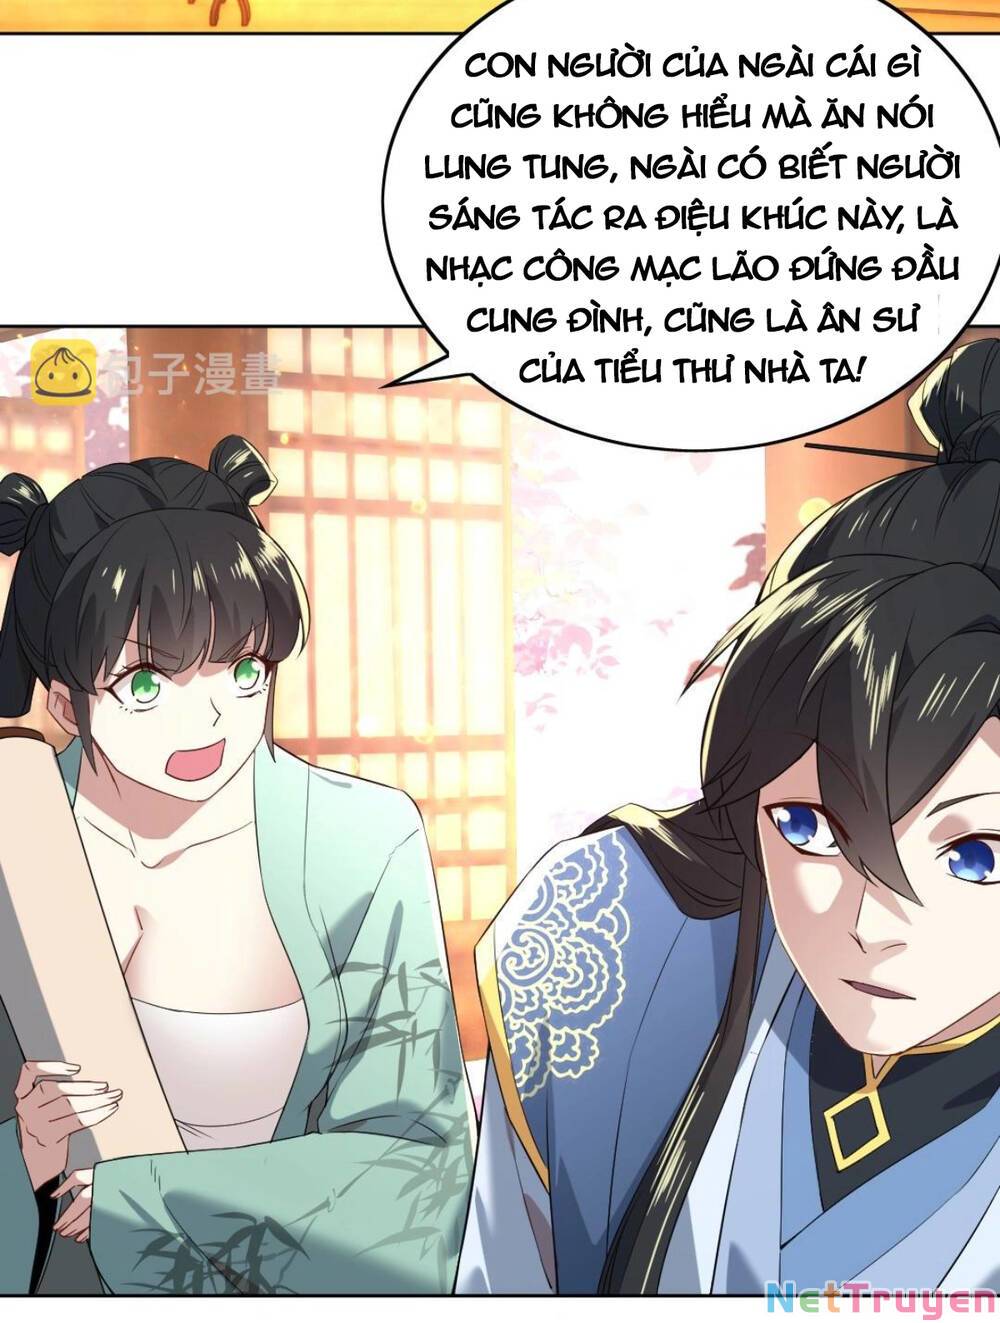 CON NGƯỜI CỦA NGÀI CÁI GÌ
CŨNG KHÔNG HIỂU MÀ ĂN NÓI
LUNG TUNG, NGÀI CÓ BIẾT NGƯỜI
SÁNG TÁC RA ĐIỆU KHÚC NÀY, LÀ
NHẠC CÔNG MẠC LÃO ĐỨNG ĐẦU
CUNG ĐÌNH, CŨNG LÀ ÂN SƯ
CỦA TIỂU THƯ NHÀ TA!
包子漫畫
NetTruyen